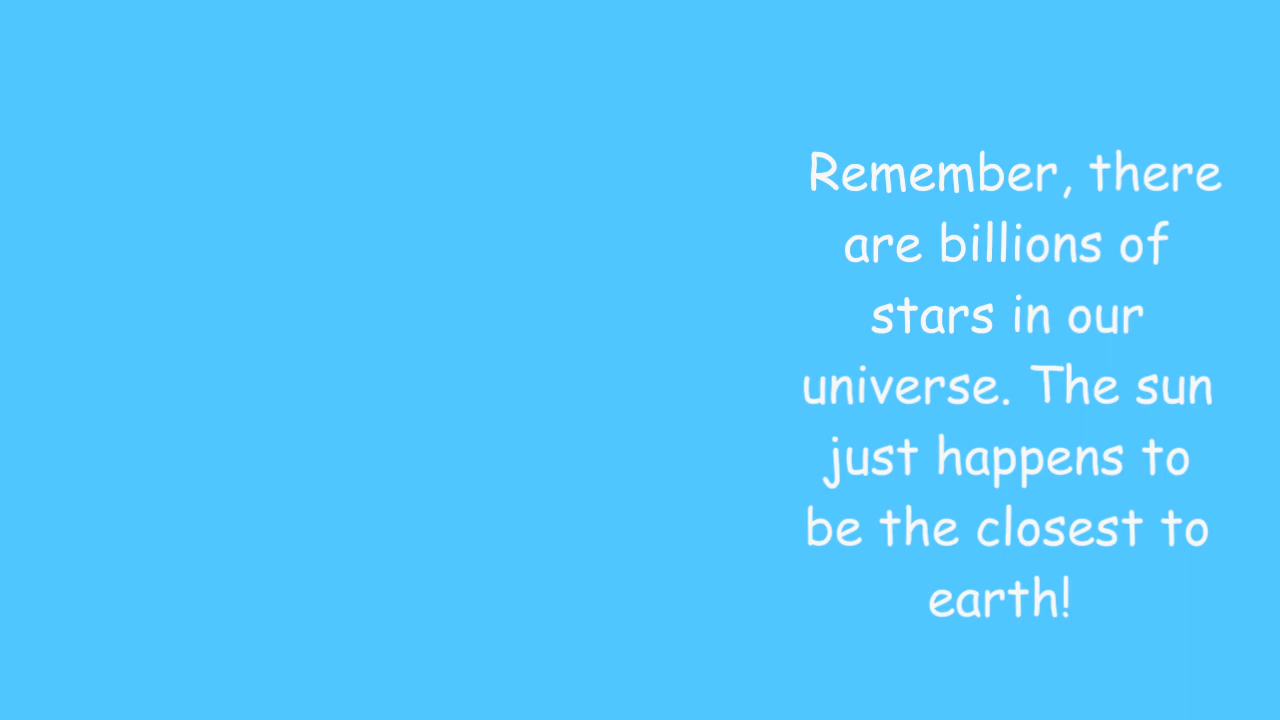 Remember, there
are billions of
stars in our
universe. The sun
just happens to
be the closest to
earth!